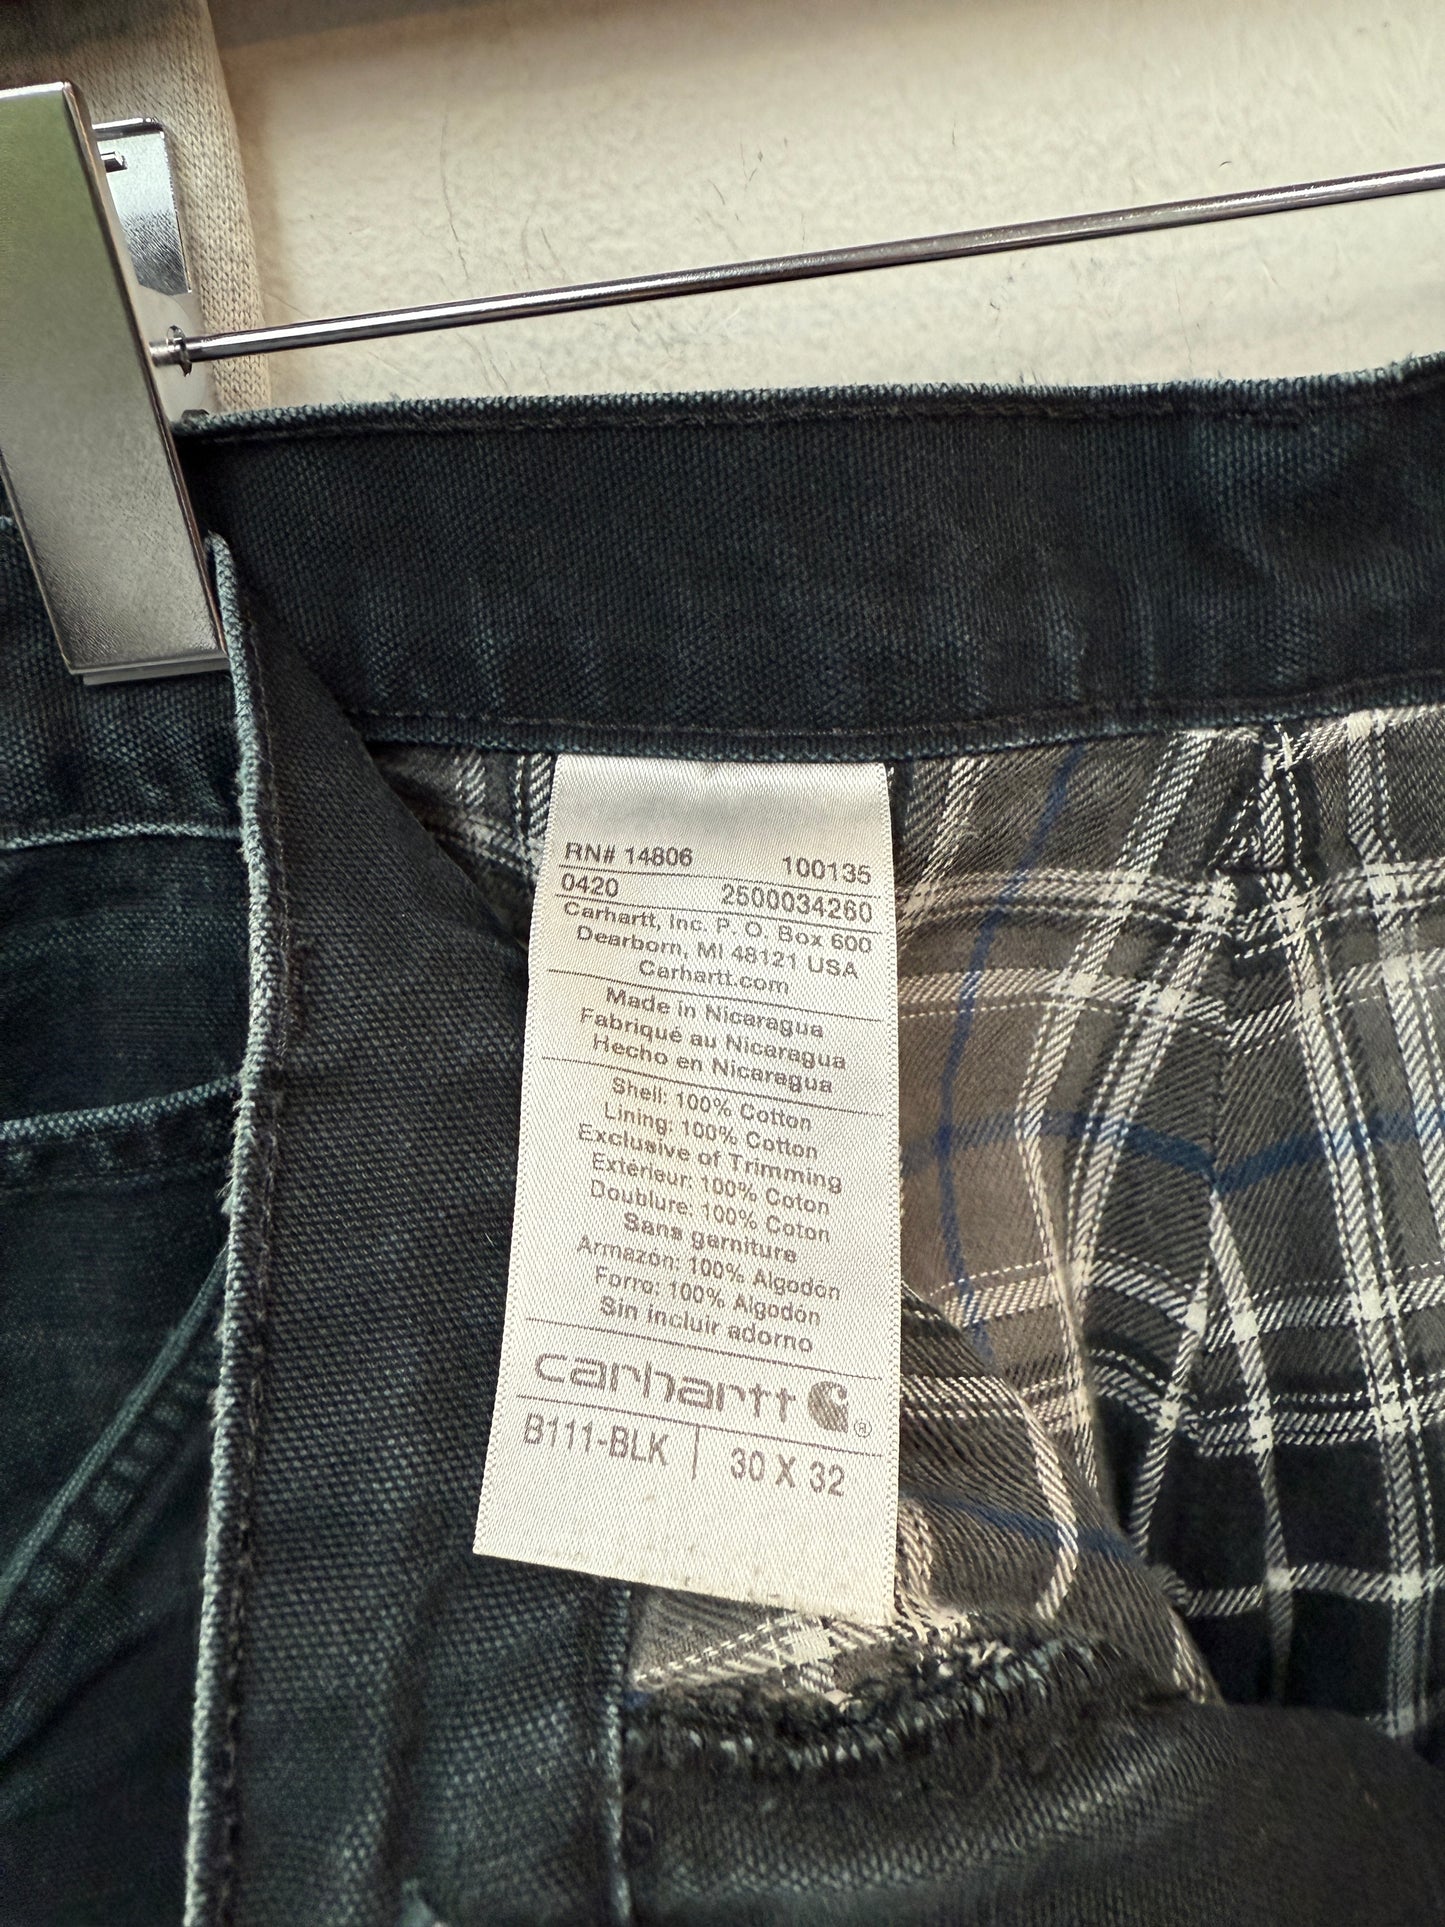 RN# 14806 100135
0420 2500034260
Carhartt, Inc. P. O. Box 600
Dearborn, MI 48121 USA
Carhartt.com
Made in Nicaragua
Fabriqué au Nicaragua
Hecho en Nicaragua
Shell: 100% Cotton
Lining: 100% Cotton
Exclusive of Trimming
Extérieur: 100% Coton
Doublure: 100% Coton
Sans garniture
Armazon: 100% Algodón
Forro: 100% Algodón
Sin incluir adorno
carhartt ®
B111-BLK | 30 X 32